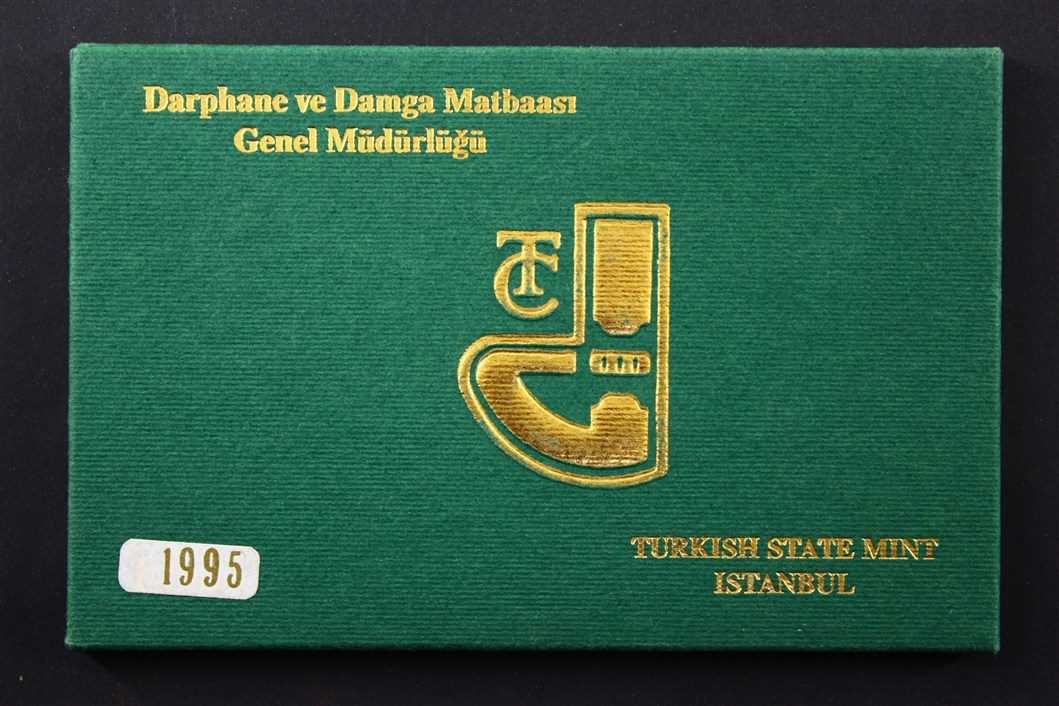 Darphane ve Damga Matbaası
Genel Müdürlüğü
TC
1995
TURKISH STATE MINT
ISTANBUL